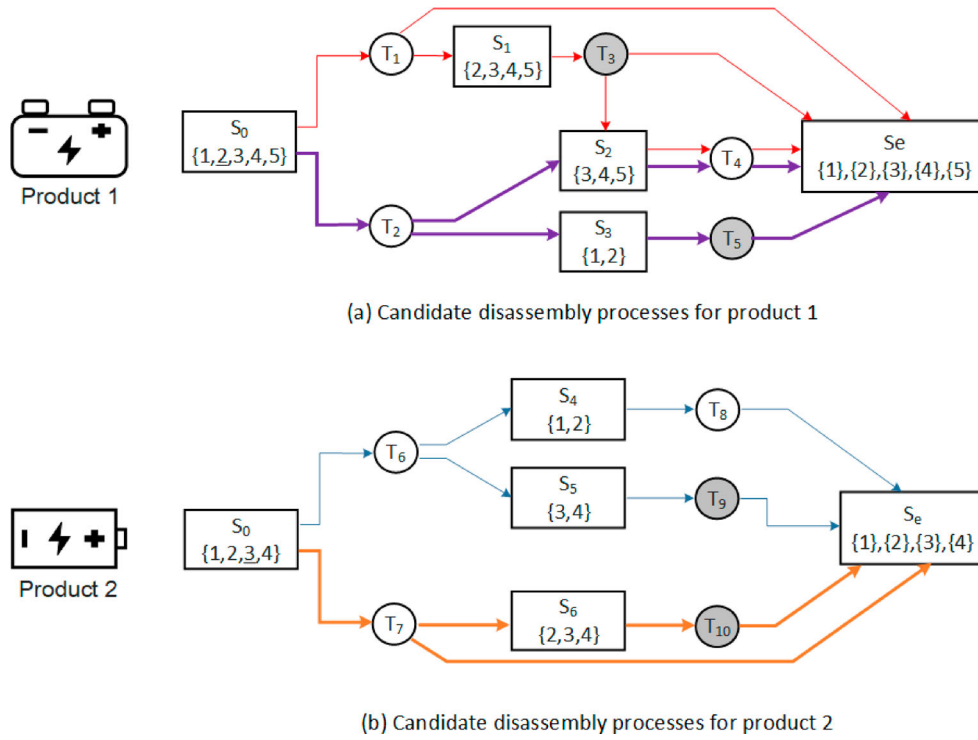 T1
S1
{2,3,4,5}
T3
S0
{1,2,3,4,5}
S2
{3,4,5}
T4
Se
{1},{2},{3},{4},{5}
Product 1
T2
S3
{1,2}
T5
(a) Candidate disassembly processes for product 1
S4
{1,2}
T8
T6
S5
{3,4}
T9
S0
{1,2,3,4}
Se
{1},{2},{3},{4}
Product 2
T7
S6
{2,3,4}
T10
(b) Candidate disassembly processes for product 2